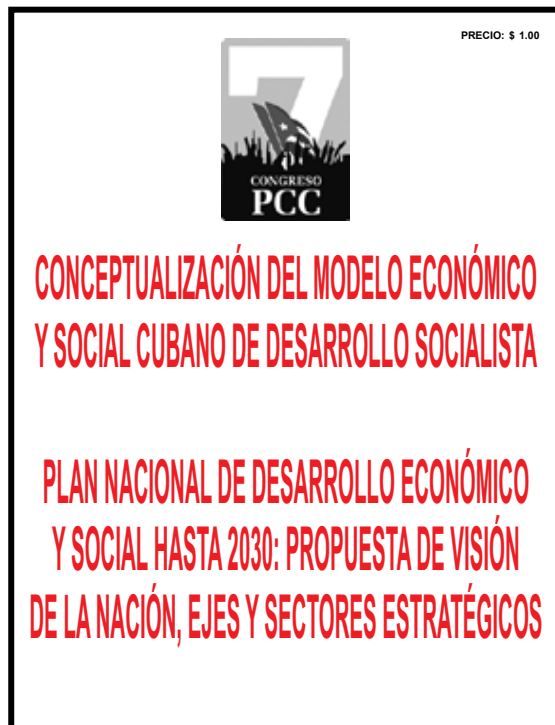 PRECIO: $ 1.00
7
CONGRESO
PCC
CONCEPTUALIZACIÓN DEL MODELO ECONÓMICO
Y SOCIAL CUBANO DE DESARROLLO SOCIALISTA
PLAN NACIONAL DE DESARROLLO ECONÓMICO
Y SOCIAL HASTA 2030: PROPUESTA DE VISIÓN
DE LA NACIÓN, EJES Y SECTORES ESTRATÉGICOS